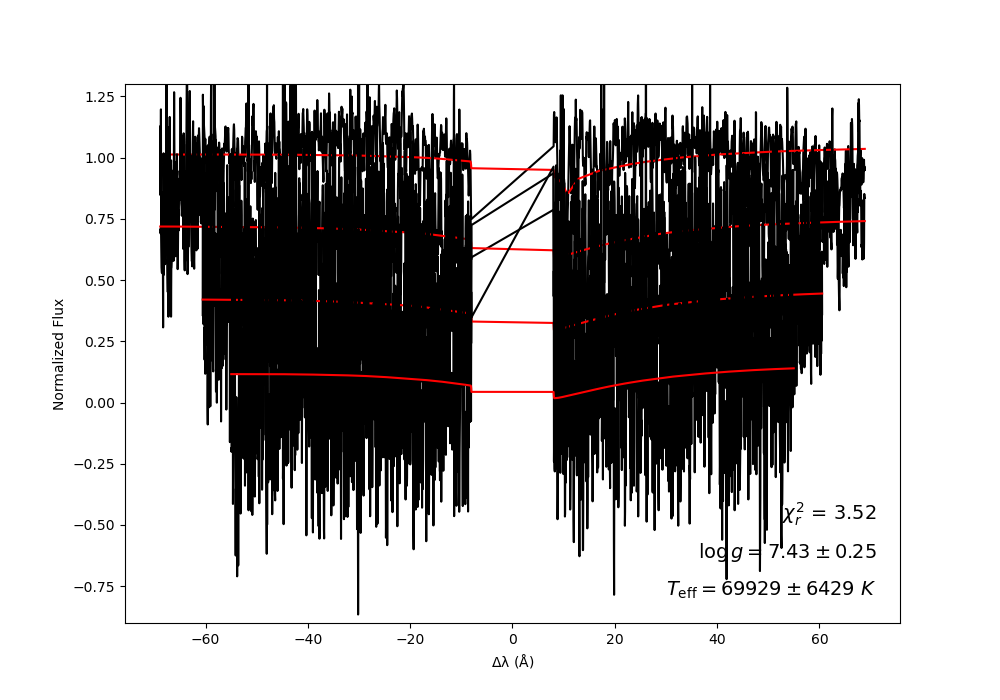 1.25
1.00
0.75
0.50
0.25
0.00
−0.25
−0.50
−0.75
Normalized Flux
χ²ᵣ = 3.52
log g = 7.43 ± 0.25
T_eff = 69929 ± 6429 K
−60 −40 −20 0 20 40 60
Δλ (Å)